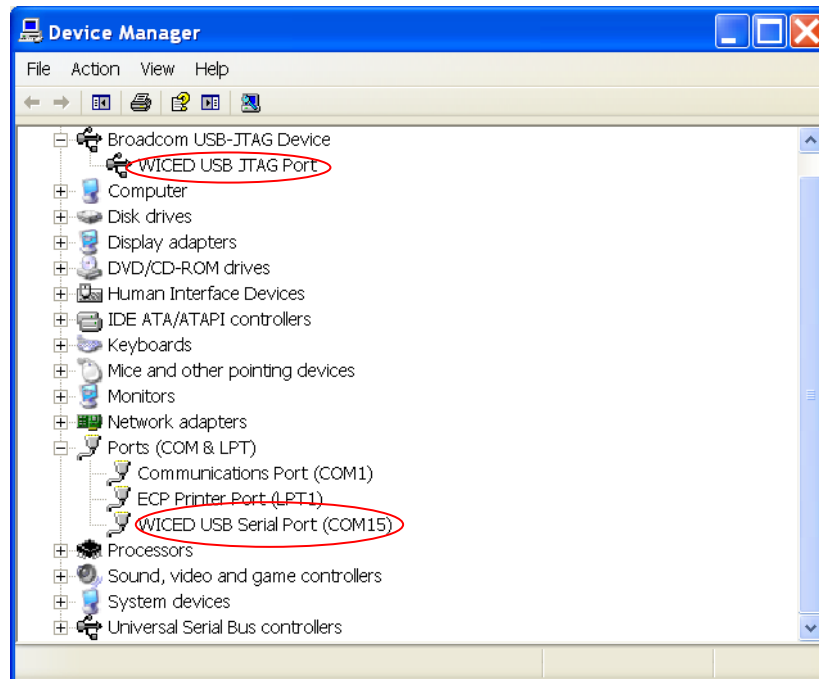 Device Manager
File Action View Help
Broadcom USB-JTAG Device
WICED USB JTAG Port
Computer
Disk drives
Display adapters
DVD/CD-ROM drives
Human Interface Devices
IDE ATA/ATAPI controllers
Keyboards
Mice and other pointing devices
Monitors
Network adapters
Ports (COM & LPT)
Communications Port (COM1)
ECP Printer Port (LPT1)
WICED USB Serial Port (COM15)
Processors
Sound, video and game controllers
System devices
Universal Serial Bus controllers